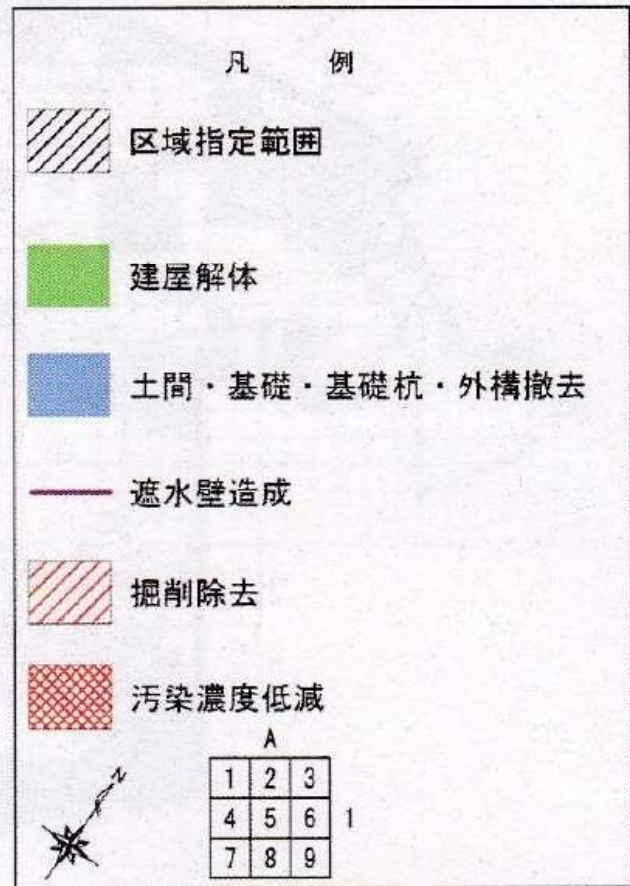 凡 例
区域指定範囲
建屋解体
土間・基礎・基礎杭・外構撤去
遮水壁造成
掘削除去
汚染濃度低減
N
A
1 2 3
4 5 6 1
7 8 9